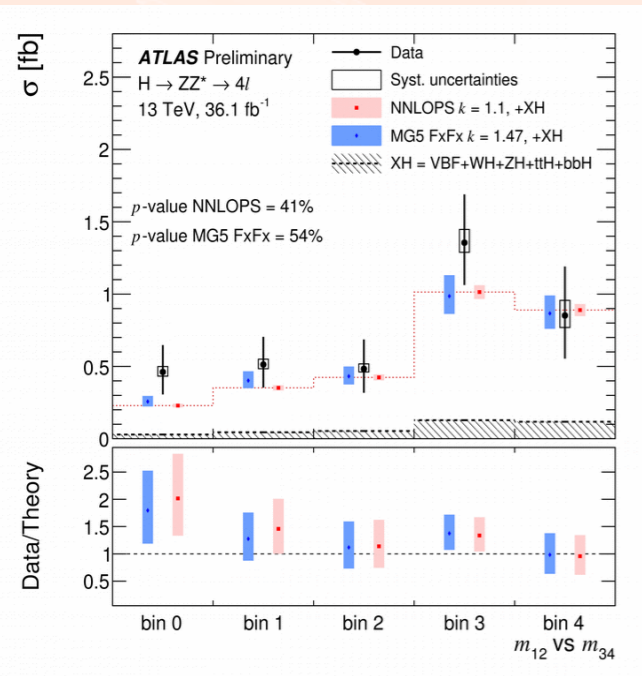 σ [fb]
ATLAS Preliminary
H → ZZ* → 4l
13 TeV, 36.1 fb⁻¹
Data
Syst. uncertainties
NNLOPS k = 1.1, +XH
MG5 FxFx k = 1.47, +XH
XH = VBF+WH+ZH+ttH+bbH
p-value NNLOPS = 41%
p-value MG5 FxFx = 54%
2.5
2
1.5
1
0.5
0
Data/Theory
2.5
2
1.5
1
0.5
bin 0 bin 1 bin 2 bin 3 bin 4
m₁₂ vs m₃₄